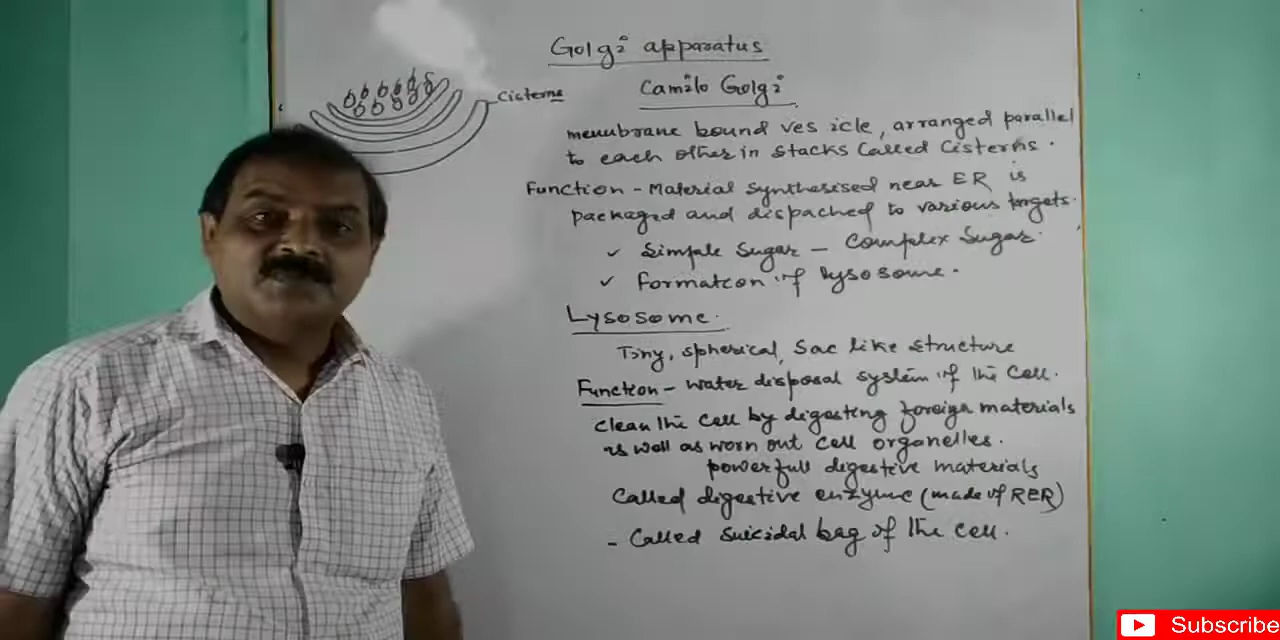 Golgi apparatus
Camilo Golgi
Cisterns
membrane bound vesicle, arranged parallel
to each other in stacks called Cisterns.
Function - Material synthesised near ER is
packaged and dispached to various targets.
✓ Simple Sugar - Complex Sugar.
✓ Formation of lysosome.
Lysosome.
Tiny, spherical, Sac like structure
Function - water disposal system of the cell.
Clean the cell by digesting foreign materials
as well as worn out cell organelles.
powerfull digestive materials
Called digestive enzyme (made of RER)
- Called suicidal bag of the cell.
Subscribe